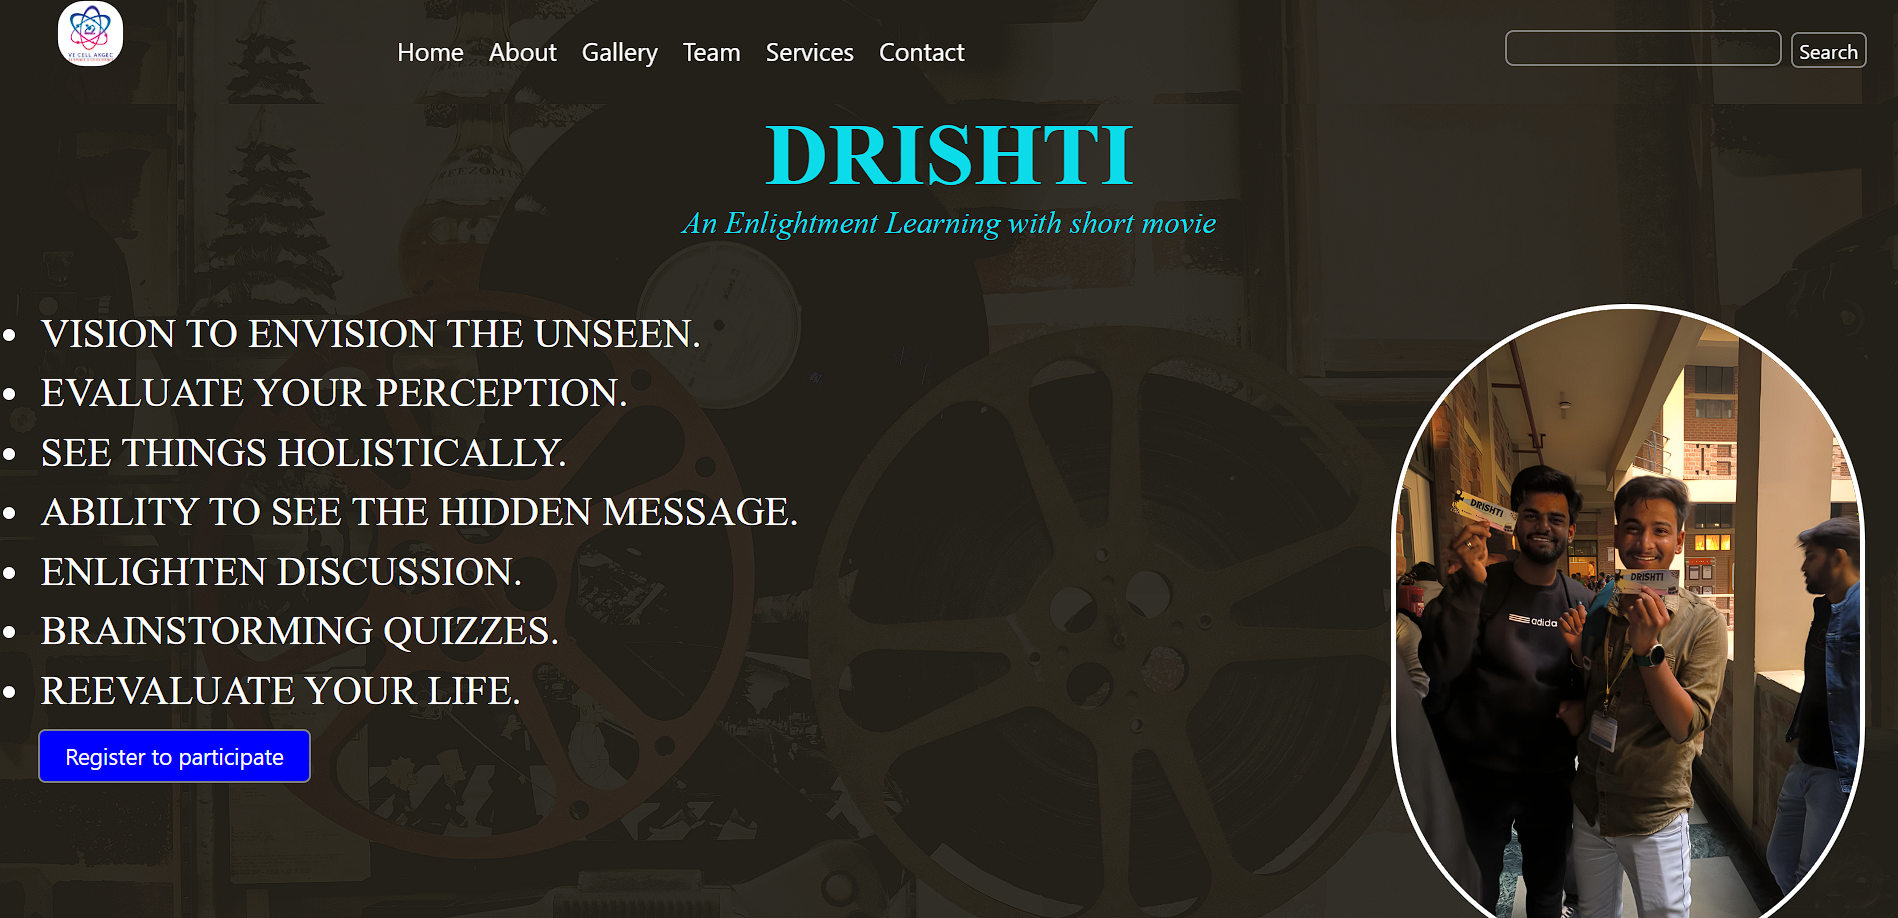 VE CELL AKGEC
Home About Gallery Team Services Contact
Search
DRISHTI
An Enlightment Learning with short movie
VISION TO ENVISION THE UNSEEN.
EVALUATE YOUR PERCEPTION.
SEE THINGS HOLISTICALLY.
ABILITY TO SEE THE HIDDEN MESSAGE.
ENLIGHTEN DISCUSSION.
BRAINSTORMING QUIZZES.
REEVALUATE YOUR LIFE.
Register to participate
DRISHTI
DRISHTI
adida